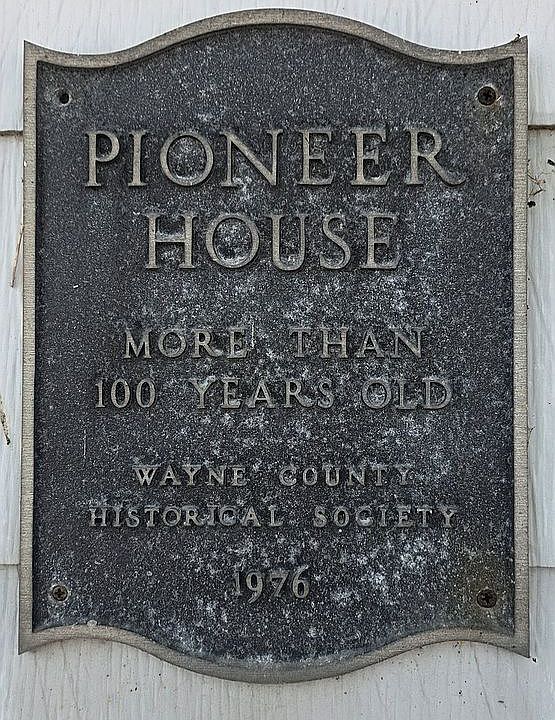 PIONEER
HOUSE
MORE THAN
100 YEARS OLD
WAYNE COUNTY
HISTORICAL SOCIETY
1976